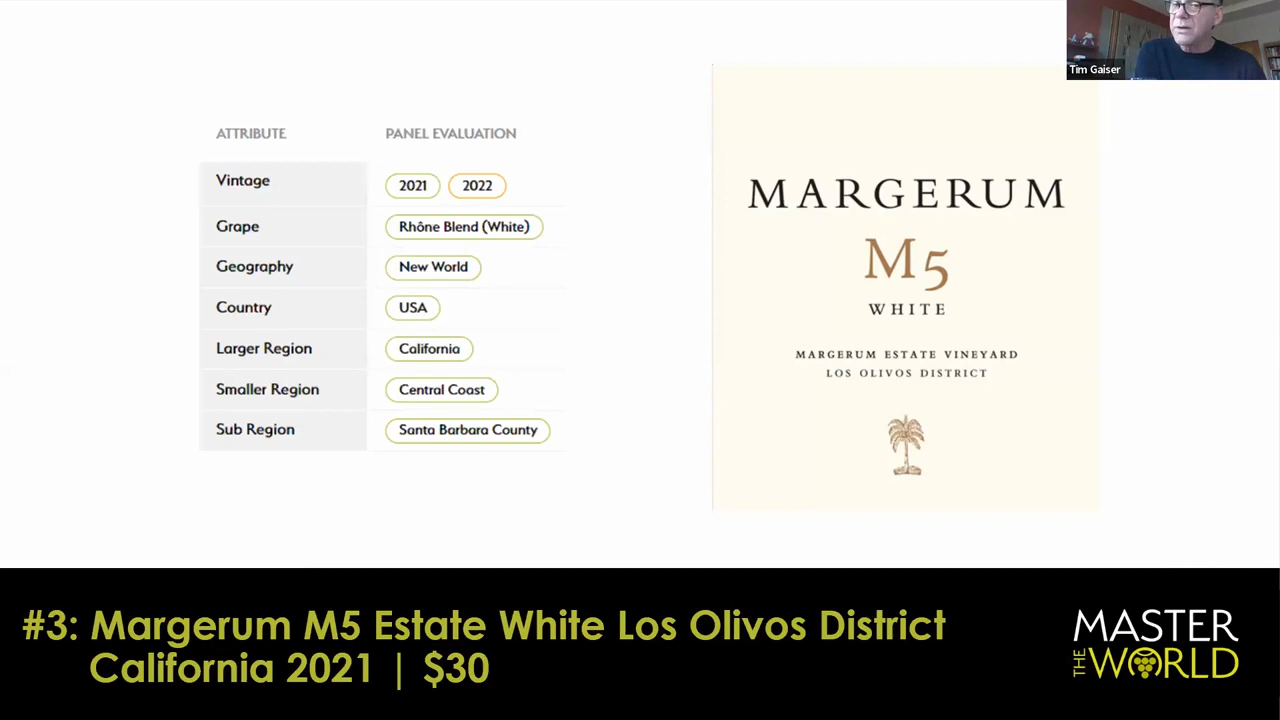 Tim Gaiser
ATTRIBUTE PANEL EVALUATION
Vintage 2021 2022
Grape Rhône Blend (White)
Geography New World
Country USA
Larger Region California
Smaller Region Central Coast
Sub Region Santa Barbara County
MARGERUM
M5
WHITE
MARGERUM ESTATE VINEYARD
LOS OLIVOS DISTRICT
#3: Margerum M5 Estate White Los Olivos District
California 2021 | $30
MASTER
THE WORLD